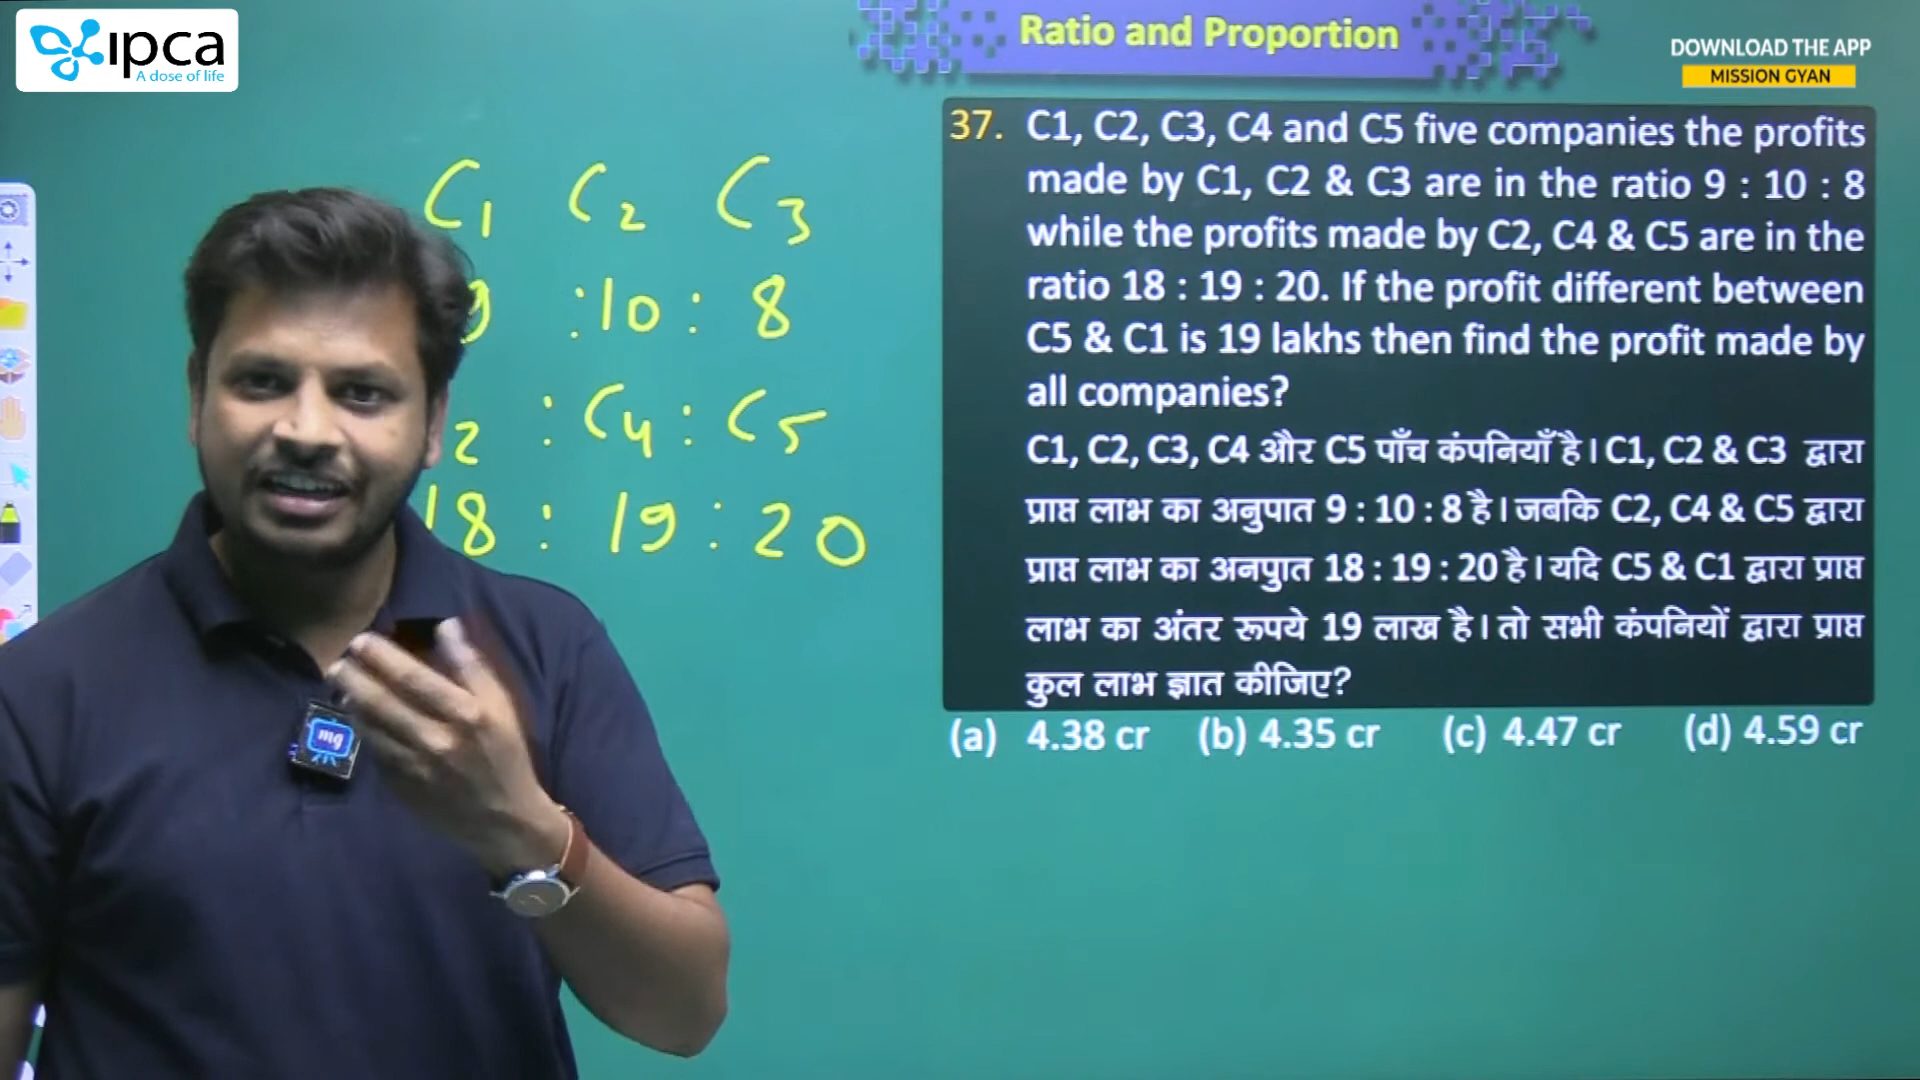 ipca
A dose of life
Ratio and Proportion
DOWNLOAD THE APP
MISSION GYAN
C1 C2 C3
9 : 10 : 8
2 : C4 : C5
18 : 19 : 20
37. C1, C2, C3, C4 and C5 five companies the profits
made by C1, C2 & C3 are in the ratio 9 : 10 : 8
while the profits made by C2, C4 & C5 are in the
ratio 18 : 19 : 20. If the profit different between
C5 & C1 is 19 lakhs then find the profit made by
all companies?
C1, C2, C3, C4 और C5 पाँच कंपनियाँ है। C1, C2 & C3 द्वारा
प्राप्त लाभ का अनुपात 9 : 10 : 8 है। जबकि C2, C4 & C5 द्वारा
प्राप्त लाभ का अनपुात 18 : 19 : 20 है। यदि C5 & C1 द्वारा प्राप्त
लाभ का अंतर रूपये 19 लाख है। तो सभी कंपनियों द्वारा प्राप्त
कुल लाभ ज्ञात कीजिए?
(a) 4.38 cr (b) 4.35 cr (c) 4.47 cr (d) 4.59 cr
mg